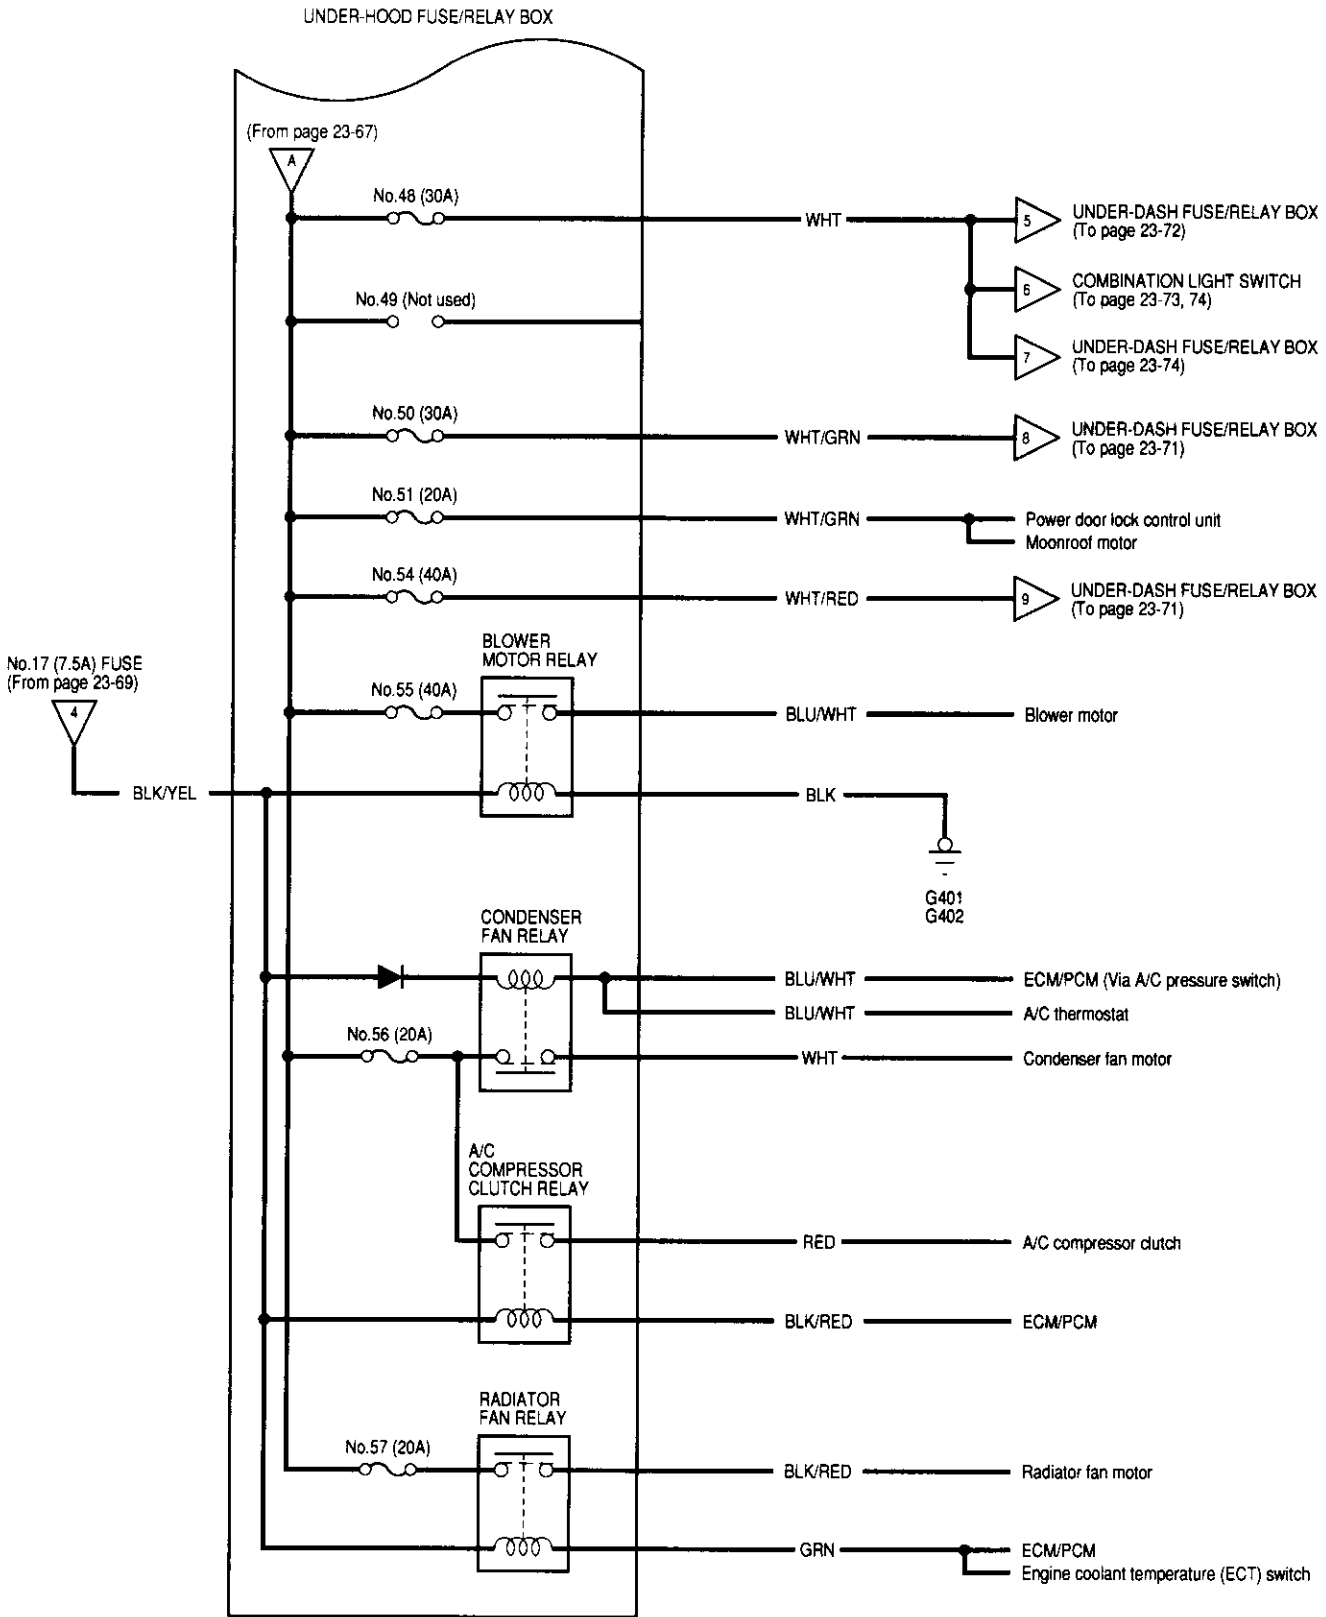 UNDER-HOOD FUSE/RELAY BOX
(From page 23-67)
A
No.48 (30A)
WHT
5
UNDER-DASH FUSE/RELAY BOX
(To page 23-72)
6
COMBINATION LIGHT SWITCH
(To page 23-73, 74)
No.49 (Not used)
7
UNDER-DASH FUSE/RELAY BOX
(To page 23-74)
No.50 (30A)
WHT/GRN
8
UNDER-DASH FUSE/RELAY BOX
(To page 23-71)
No.51 (20A)
WHT/GRN
Power door lock control unit
Moonroof motor
No.54 (40A)
WHT/RED
9
UNDER-DASH FUSE/RELAY BOX
(To page 23-71)
No.17 (7.5A) FUSE
(From page 23-69)
4
BLOWER
MOTOR RELAY
No.55 (40A)
BLU/WHT
Blower motor
BLK/YEL
BLK
G401
G402
CONDENSER
FAN RELAY
BLU/WHT
ECM/PCM (Via A/C pressure switch)
BLU/WHT
A/C thermostat
No.56 (20A)
WHT
Condenser fan motor
A/C
COMPRESSOR
CLUTCH RELAY
RED
A/C compressor clutch
BLK/RED
ECM/PCM
RADIATOR
FAN RELAY
No.57 (20A)
BLK/RED
Radiator fan motor
GRN
ECM/PCM
Engine coolant temperature (ECT) switch